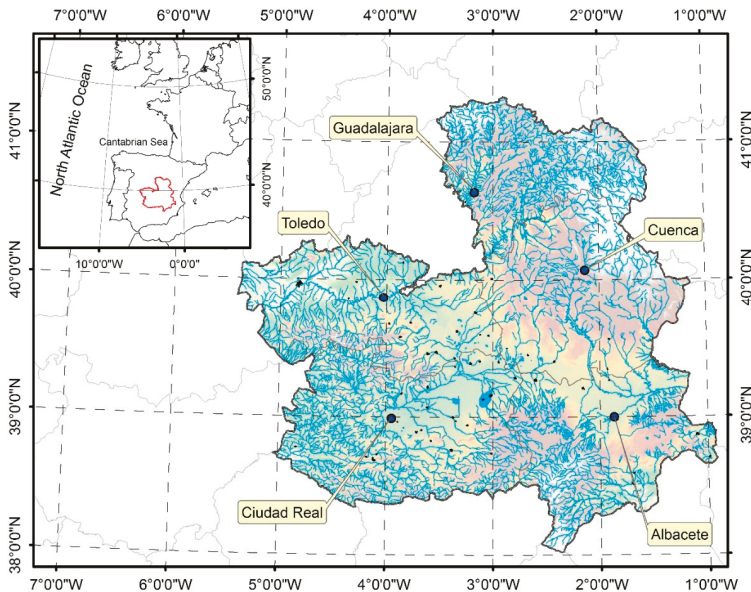 7°0'0"W
6°0'0"W
5°0'0"W
4°0'0"W
3°0'0"W
2°0'0"W
1°0'0"W
41°0'0"N
40°0'0"N
39°0'0"N
38°0'0"N
North Atlantic Ocean
Cantabrian Sea
50°0'0"N
40°0'0"N
10°0'0"W
0°0'0"W
Guadalajara
Toledo
Cuenca
Ciudad Real
Albacete
41°0'0"N
40°0'0"N
39°0'0"N
38°0'0"N
7°0'0"W
6°0'0"W
5°0'0"W
4°0'0"W
3°0'0"W
2°0'0"W
1°0'0"W